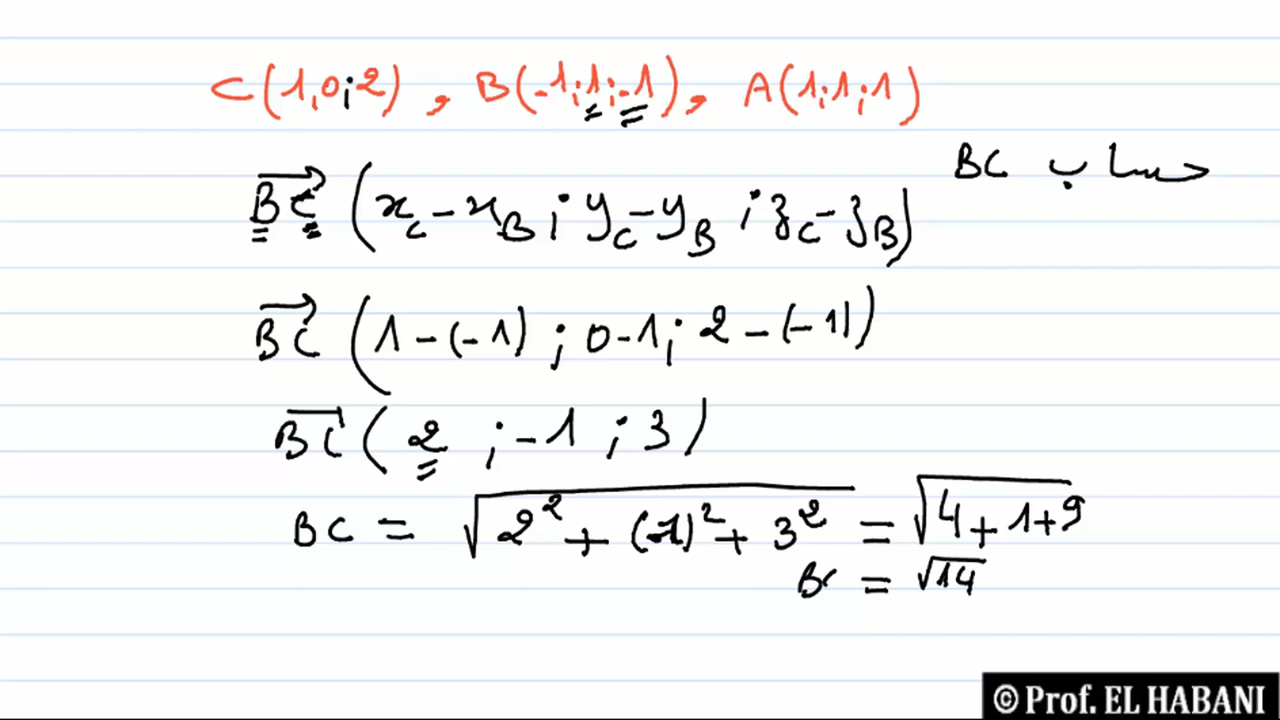 C(1,0;2) , B(-1;1;-1), A(1;1;1)
حساب BC
BC (x_C - x_B ; y_C - y_B ; z_C - z_B)
BC (1-(-1) ; 0-1 ; 2-(-1))
BC ( 2 ; -1 ; 3 )
BC = √2² + (-1)² + 3² = √4+1+9
BC = √14
© Prof. EL HABANI